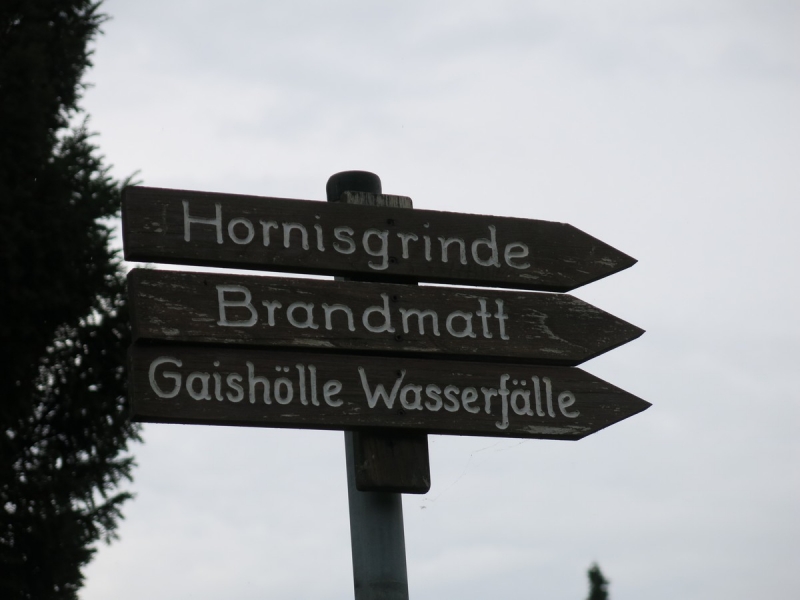 Hornisgrinde
Brandmatt
Gaishölle Wasserfälle